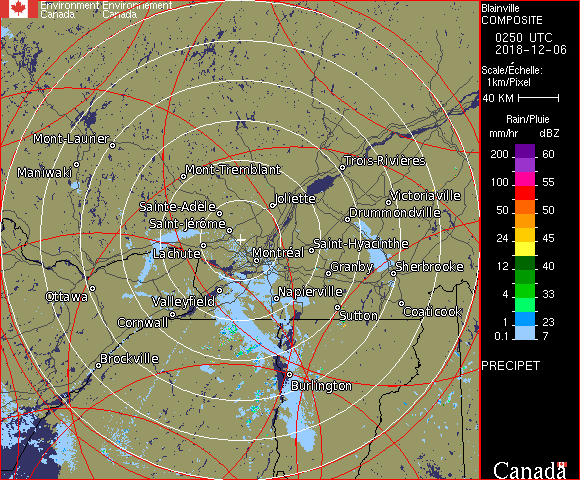 Environment Environnement
Canada Canada
Blainville
COMPOSITE
0250 UTC
2018-12-06
Scale/Échelle:
1km/Pixel
40 KM
Rain/Pluie
mm/hr dBZ
200 60
100 55
50 50
24 45
12 40
4 33
1 23
0.1 7
PRECIPET
Canada
Mont-Laurier
Maniwaki
Mont-Tremblant
Trois-Rivières
Joliette
Victoriaville
Sainte-Adèle
Drummondville
Saint-Jérôme
Saint-Hyacinthe
Lachute
Montréal
Granby
Sherbrooke
Ottawa
Valleyfield
Napierville
Cornwall
Sutton
Coaticook
Brockville
Burlington